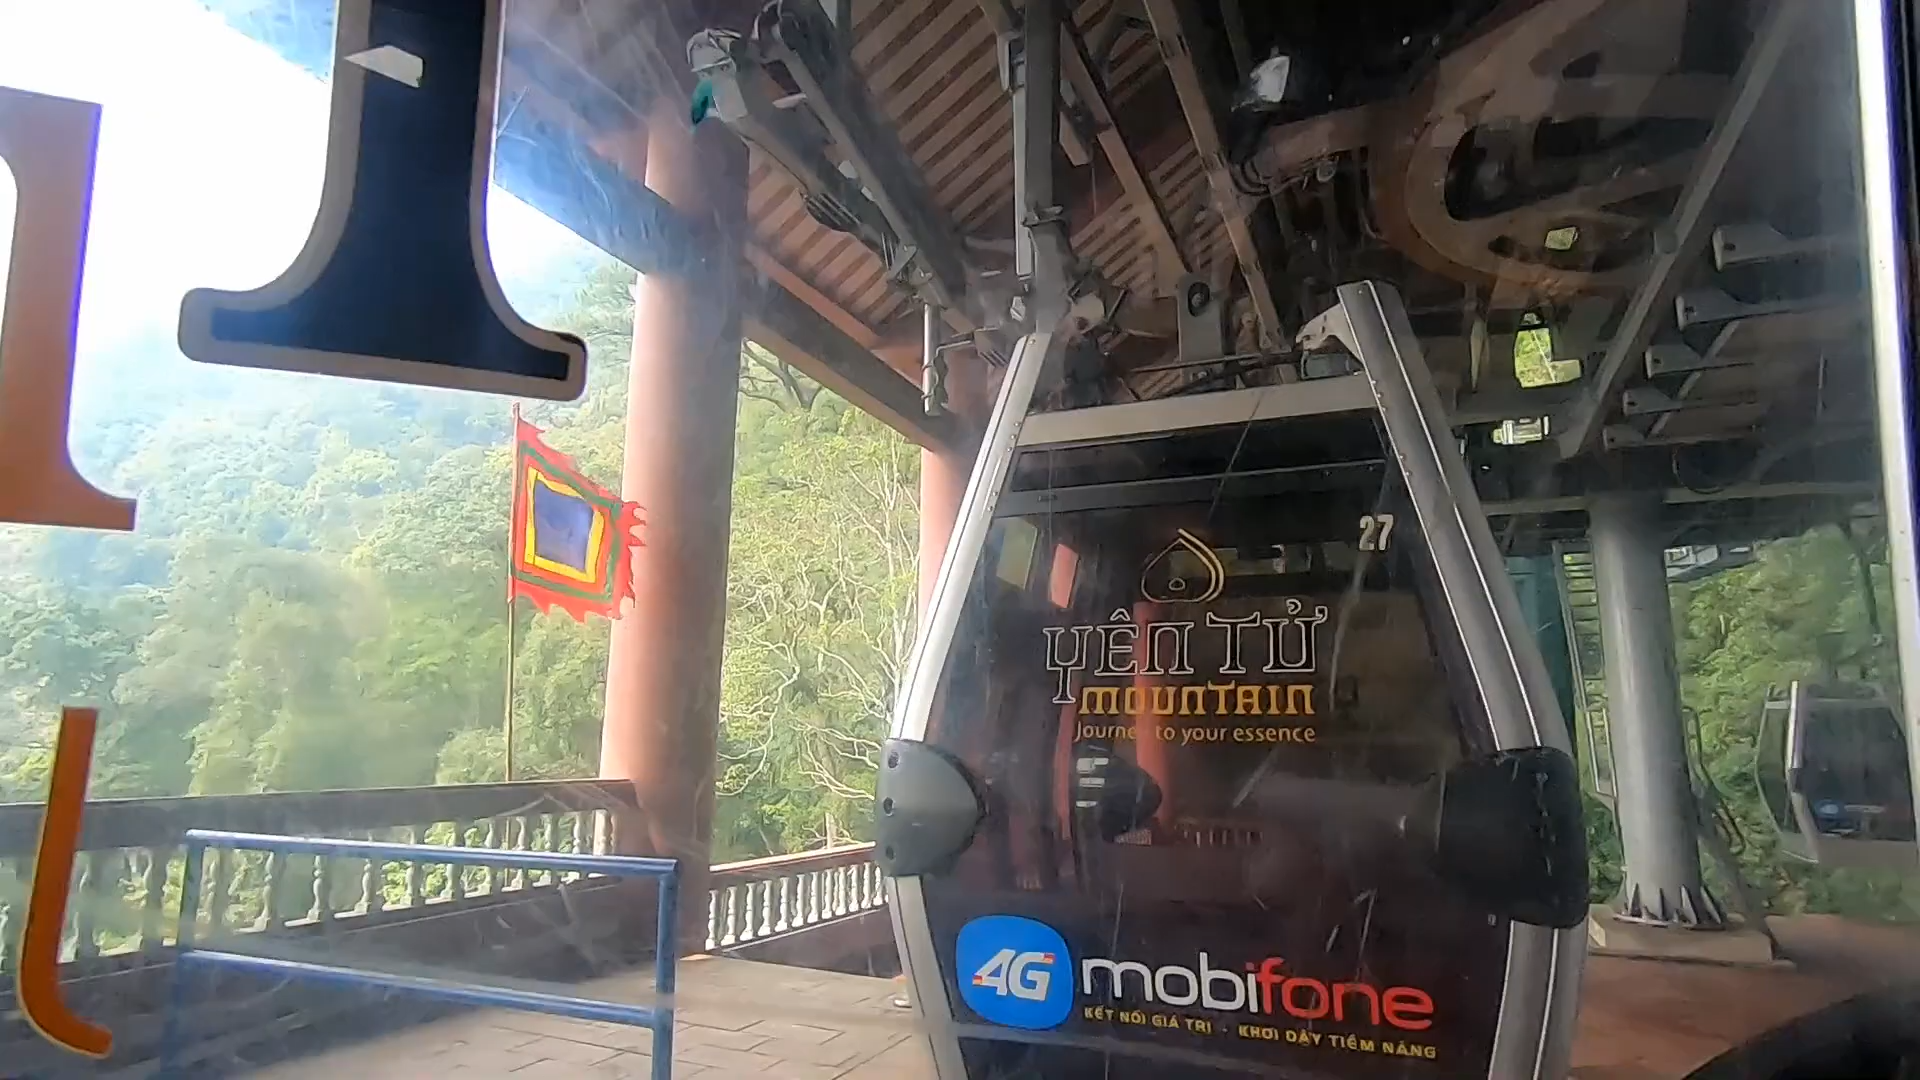 27
YÊN TỬ
MOUNTAIN
Journey to your essence
4G mobifone
KẾT NỐI GIÁ TRỊ - KHƠI DẬY TIỀM NĂNG